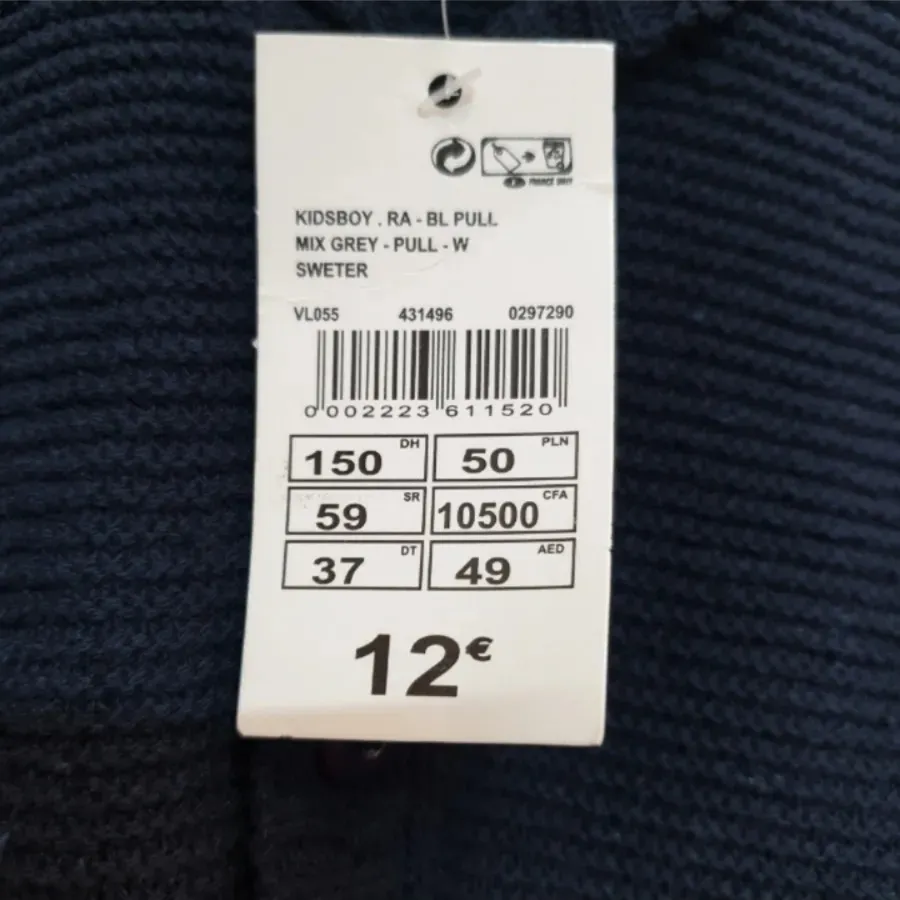 KIDSBOY . RA - BL PULL
MIX GREY - PULL - W
SWETER
VL055 431496 0297290
0 002223 611520
150 DH 50 PLN
59 SR 10500 CFA
37 DT 49 AED
12€